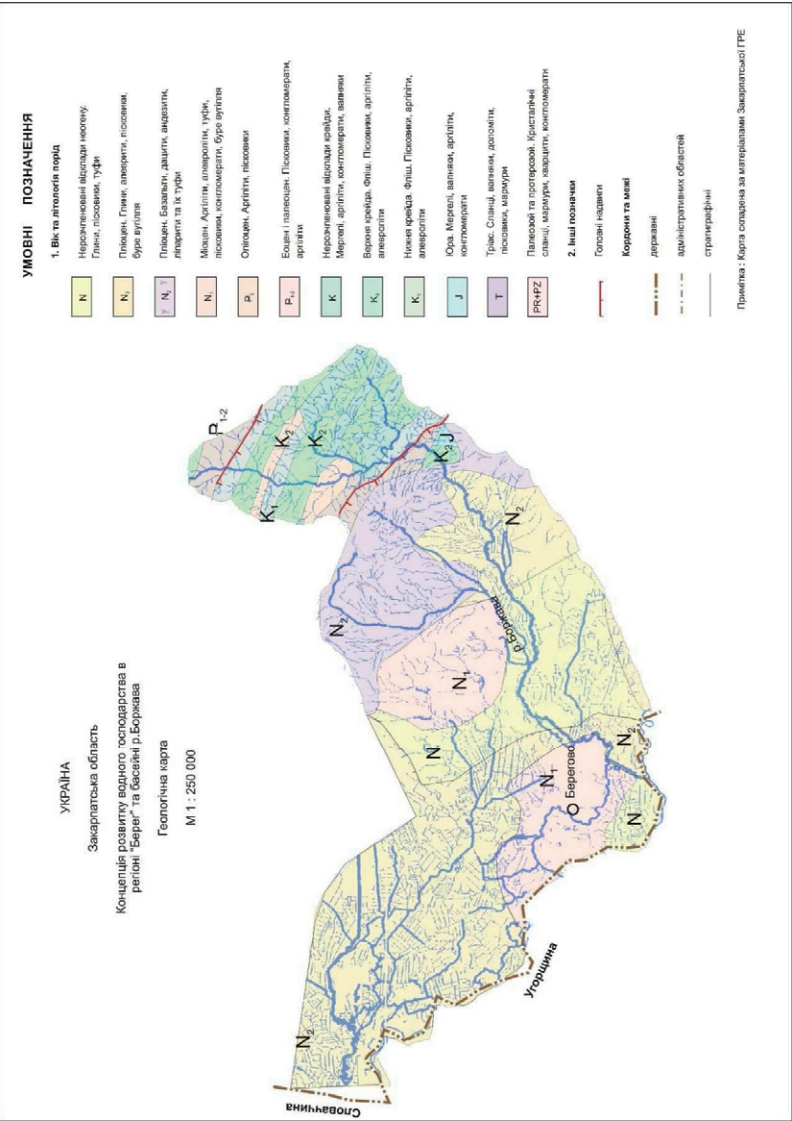 УКРАЇНА
Закарпатська область
Концепція розвитку водного господарства в
регіоні "Берег" та басейні р.Боржава
Геологічна карта
М 1 : 250 000
Словаччина
Угорщина
N₂
N
N₁
Берегово
N₁
N₂
N
р.Боржава
N₂
N₁
N₂
K₁
K₂
K₂
P₁₋₂
K₂ J
УМОВНІ ПОЗНАЧЕННЯ
1. Вік та літологія порід
N
Нерозчленовані відклади неогену.
Глини, пісковики, туфи
N₂
Пліоцен. Глини, алеврити, пісковики,
буре вугілля
γ N₂ γ
Пліоцен. Базальти, дацити, андезити,
ліпарити та їх туфи
N₁
Міоцен. Аргіліти, алевроліти, туфи,
пісковики, конгломерати, буре вугілля
P₃
Олігоцен. Аргіліти, пісковики
P₁₋₂
Еоцен і палеоцен. Пісковики, конгломерати,
аргіліти
K
Нерозчленовані відклади крейди.
Мергелі, аргіліти, конгломерати, вапняки
K₂
Верхня крейда. Фліш. Пісковики, аргіліти,
алевроліти
K₁
Нижня крейда. Фліш. Пісковики, аргіліти,
алевроліти
J
Юра. Мергелі, вапняки, аргіліти,
конгломерати
T
Тріас. Сланці, вапняки, доломіти,
пісковики, мармури
PR+PZ
Палеозой та протерозой. Кристалічні
сланці, мармури, кварцити, конгломерати
2. Інші позначки
Головні надвиги
Кордони та межі
державні
адміністративних областей
стратиграфічні
Примітка : Карта складена за матеріалами Закарпатської ГРЕ